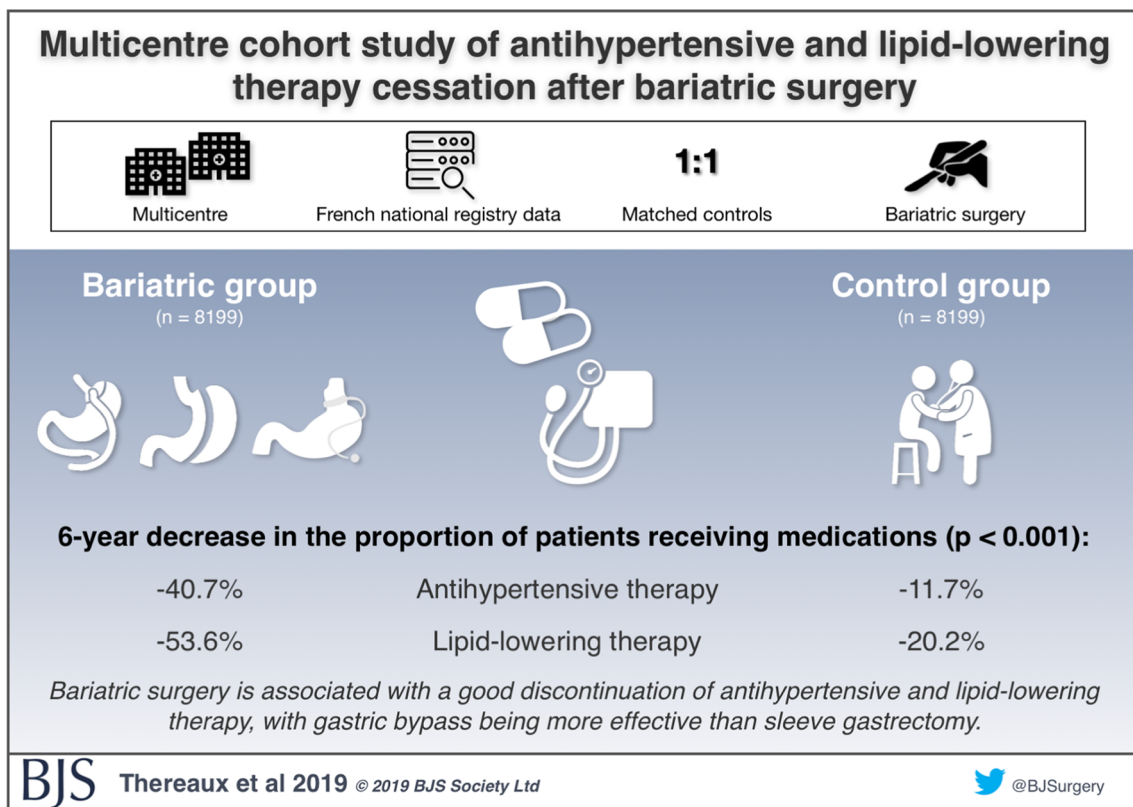 Multicentre cohort study of antihypertensive and lipid-lowering
therapy cessation after bariatric surgery
1:1
Multicentre
French national registry data
Matched controls
Bariatric surgery
Bariatric group
(n = 8199)
Control group
(n = 8199)
6-year decrease in the proportion of patients receiving medications (p < 0.001):
-40.7% Antihypertensive therapy -11.7%
-53.6% Lipid-lowering therapy -20.2%
Bariatric surgery is associated with a good discontinuation of antihypertensive and lipid-lowering
therapy, with gastric bypass being more effective than sleeve gastrectomy.
BJS Thereaux et al 2019 © 2019 BJS Society Ltd
@BJSurgery